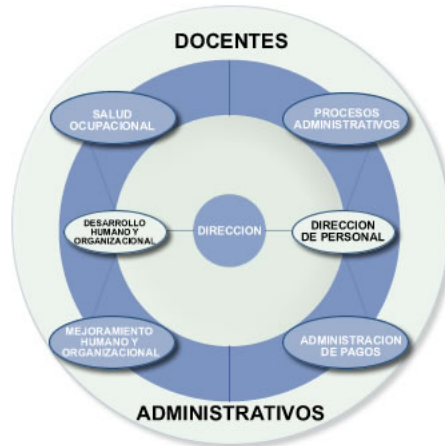 DOCENTES
SALUD
OCUPACIONAL
PROCESOS
ADMINISTRATIVOS
DESARROLLO
HUMANO Y
ORGANIZACIONAL
DIRECCION
DIRECCION
DE PERSONAL
MEJORAMIENTO
HUMANO Y
ORGANIZACIONAL
ADMINISTRACION
DE PAGOS
ADMINISTRATIVOS